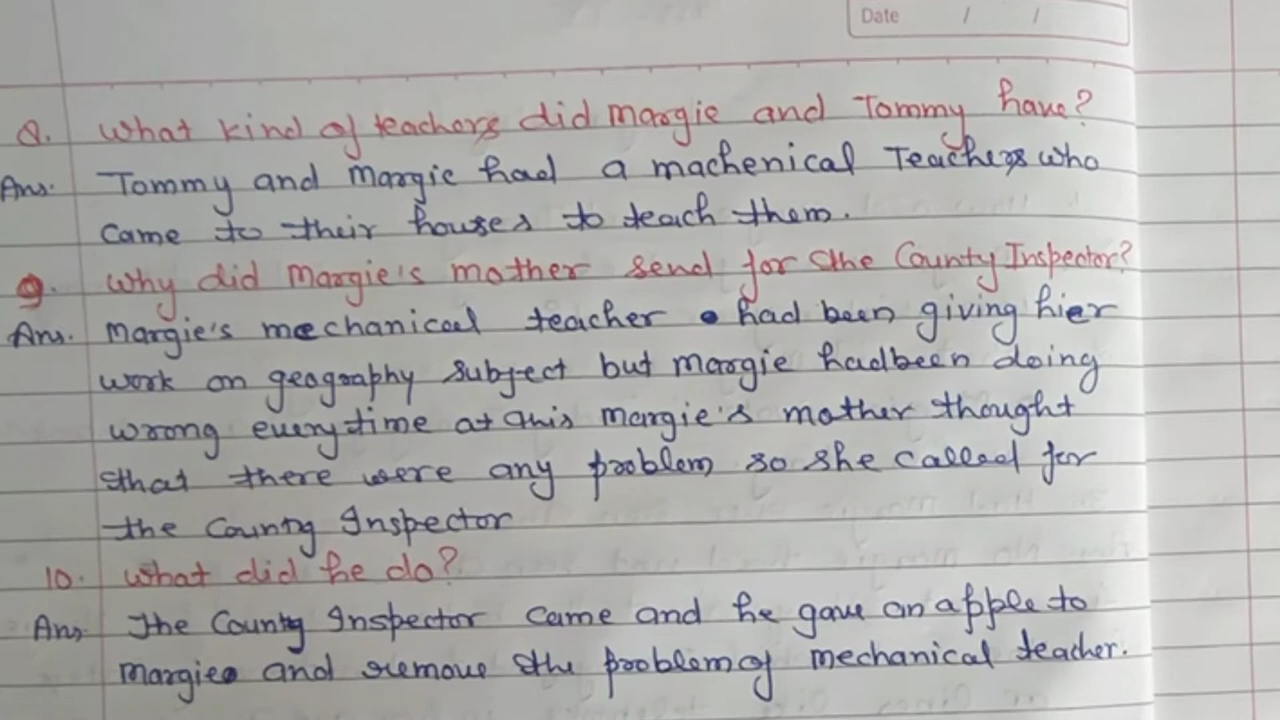 Date / /
8. What kind of teachers did Margie and Tommy have?
Ans. Tommy and Margie had a machenical Teachers who
came to their houses to teach them.
9. Why did Margie's mother send for the County Inspector?
Ans. Margie's mechanical teacher had been giving hier
work on geography subject but Margie hadbeen doing
wrong everytime at this Margie's mother thought
that there were any problem so she called for
the County Inspector
10. What did he do?
Ans. The County Inspector came and he gave an apple to
Margie and remove the problem of mechanical teacher.